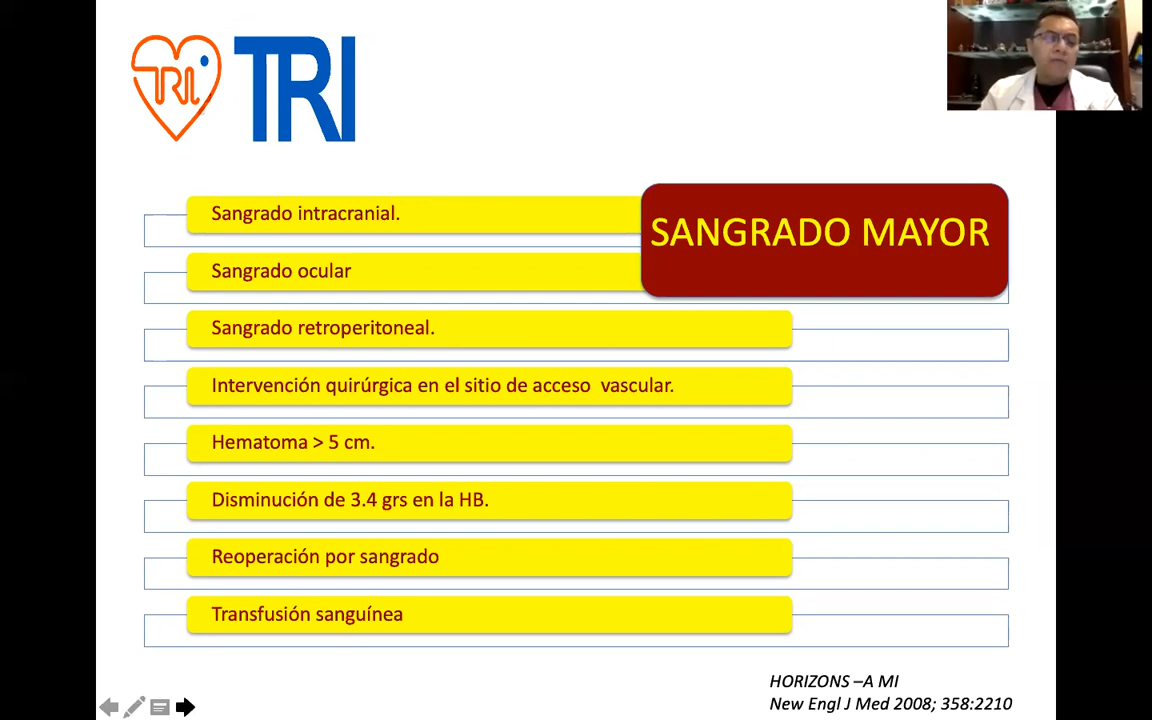 TRI
TRI
SANGRADO MAYOR
Sangrado intracranial.
Sangrado ocular
Sangrado retroperitoneal.
Intervención quirúrgica en el sitio de acceso  vascular.
Hematoma > 5 cm.
Disminución de 3.4 grs en la HB.
Reoperación por sangrado
Transfusión sanguínea
HORIZONS –A MI
New Engl J Med 2008; 358:2210